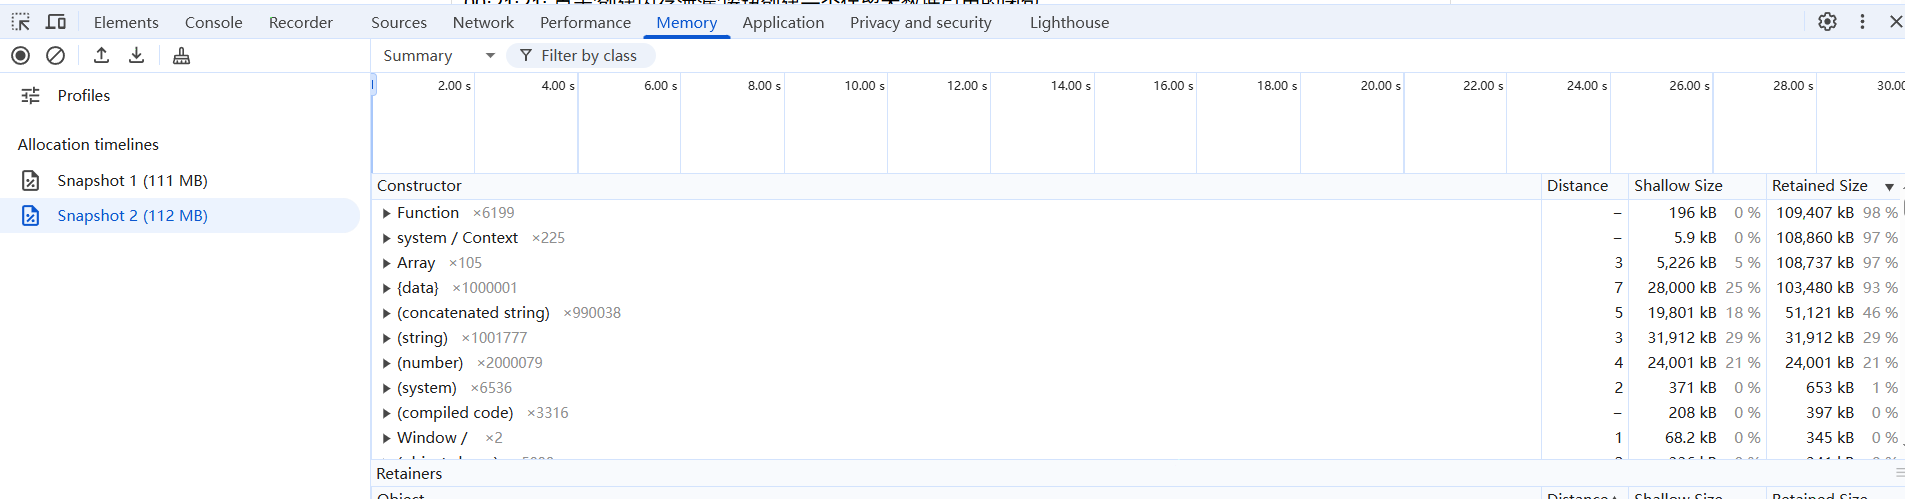 Elements Console Recorder Sources Network Performance Memory Application Privacy and security Lighthouse
Summary Filter by class
Profiles
Allocation timelines
Snapshot 1 (111 MB)
Snapshot 2 (112 MB)
2.00 s 4.00 s 6.00 s 8.00 s 10.00 s 12.00 s 14.00 s 16.00 s 18.00 s 20.00 s 22.00 s 24.00 s 26.00 s 28.00 s 30.00
Constructor Distance Shallow Size Retained Size
Function ×6199 – 196 kB 0 % 109,407 kB 98 %
system / Context ×225 – 5.9 kB 0 % 108,860 kB 97 %
Array ×105 3 5,226 kB 5 % 108,737 kB 97 %
{data} ×1000001 7 28,000 kB 25 % 103,480 kB 93 %
(concatenated string) ×990038 5 19,801 kB 18 % 51,121 kB 46 %
(string) ×1001777 3 31,912 kB 29 % 31,912 kB 29 %
(number) ×2000079 4 24,001 kB 21 % 24,001 kB 21 %
(system) ×6536 2 371 kB 0 % 653 kB 1 %
(compiled code) ×3316 – 208 kB 0 % 397 kB 0 %
Window / ×2 1 68.2 kB 0 % 345 kB 0 %
Retainers
Object Distance Shallow Size Retained Size